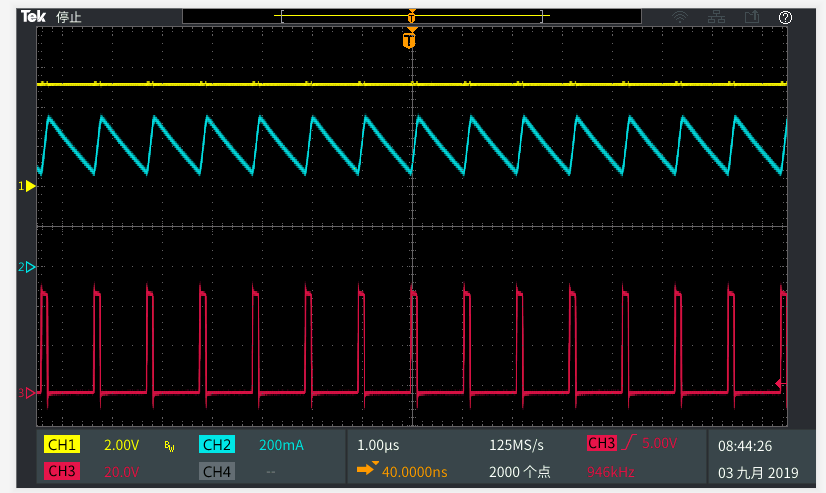 Tek 停止
T
T
1
2
3
CH1 2.00V BW CH2 200mA 1.00μs 125MS/s CH3 5.00V 08:44:26
CH3 20.0V CH4 -- 40.0000ns 2000 个点 946kHz 03 九月 2019